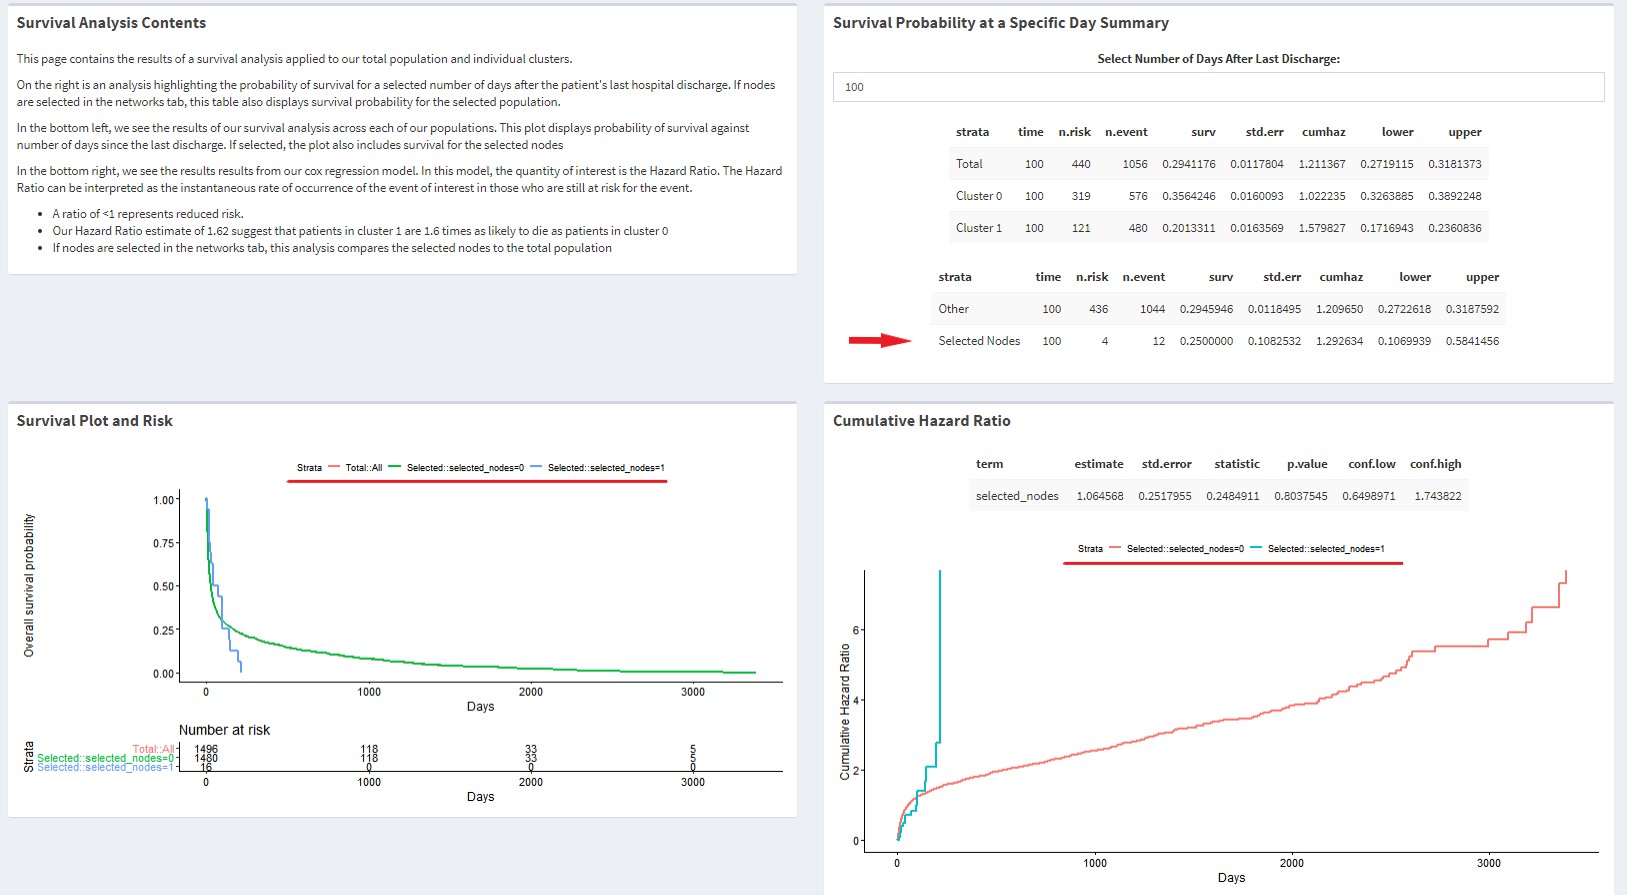 Survival Analysis Contents
This page contains the results of a survival analysis applied to our total population and individual clusters.
On the right is an analysis highlighting the probability of survival for a selected number of days after the patient's last hospital discharge. If nodes
are selected in the networks tab, this table also displays survival probability for the selected population.
In the bottom left, we see the results of our survival analysis across each of our populations. This plot displays probability of survival against
number of days since the last discharge. If selected, the plot also includes survival for the selected nodes
In the bottom right, we see the results results from our cox regression model. In this model, the quantity of interest is the Hazard Ratio. The Hazard
Ratio can be interpreted as the instantaneous rate of occurrence of the event of interest in those who are still at risk for the event.
• A ratio of <1 represents reduced risk.
• Our Hazard Ratio estimate of 1.62 suggest that patients in cluster 1 are 1.6 times as likely to die as patients in cluster 0
• If nodes are selected in the networks tab, this analysis compares the selected nodes to the total population
Survival Probability at a Specific Day Summary
Select Number of Days After Last Discharge:
100
strata time n.risk n.event surv std.err cumhaz lower upper
Total 100 440 1056 0.2941176 0.0117804 1.211367 0.2719115 0.3181373
Cluster 0 100 319 576 0.3564246 0.0160093 1.022235 0.3263885 0.3892248
Cluster 1 100 121 480 0.2013311 0.0163569 1.579827 0.1716943 0.2360836
strata time n.risk n.event surv std.err cumhaz lower upper
Other 100 436 1044 0.2945946 0.0118495 1.209650 0.2722618 0.3187592
Selected Nodes 100 4 12 0.2500000 0.1082532 1.292634 0.1069939 0.5841456
Survival Plot and Risk
Strata Total::All Selected::selected_nodes=0 Selected::selected_nodes=1
1.00
0.75
0.50
0.25
0.00
Overall survival probability
0 1000 2000 3000
Days
Number at risk
Strata
Total::All 1496 118 33 5
Selected::selected_nodes=0 1480 118 33 5
Selected::selected_nodes=1 16 0 0 0
0 1000 2000 3000
Days
Cumulative Hazard Ratio
term estimate std.error statistic p.value conf.low conf.high
selected_nodes 1.064568 0.2517955 0.2484911 0.8037545 0.6498971 1.743822
Strata Selected::selected_nodes=0 Selected::selected_nodes=1
6
4
2
0
Cumulative Hazard Ratio
0 1000 2000 3000
Days